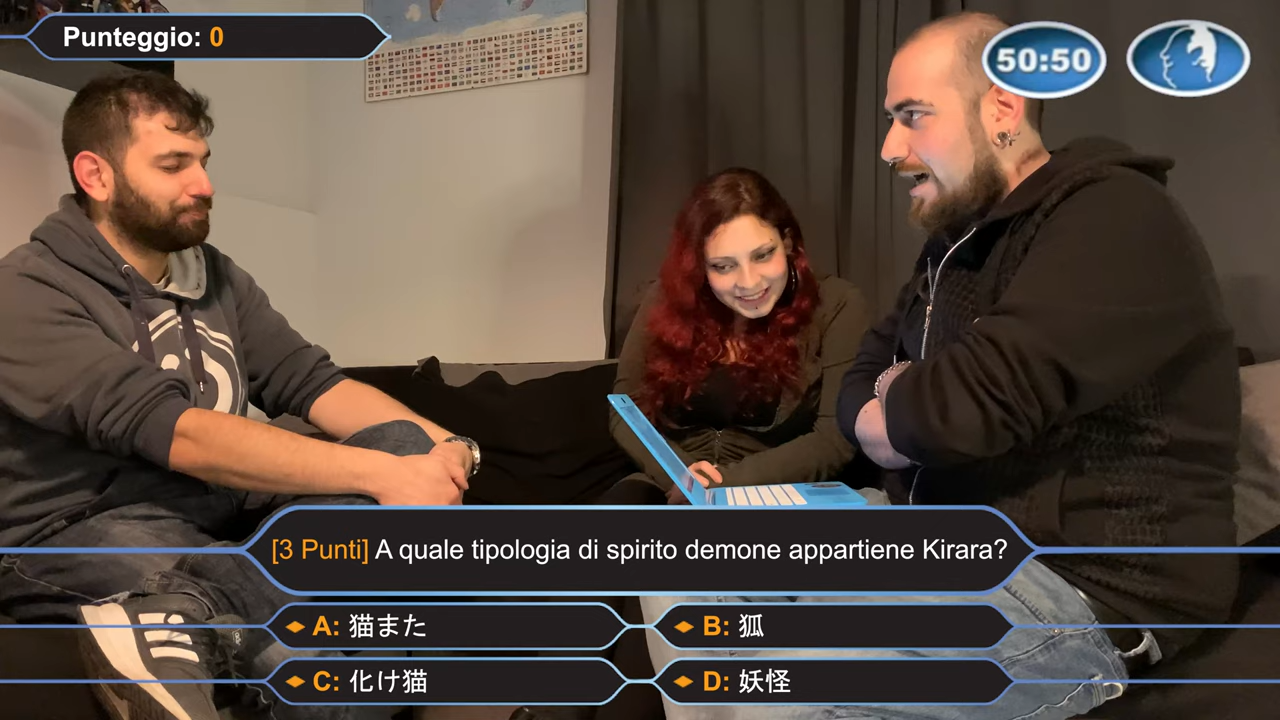 Punteggio: 0
50:50
[3 Punti] A quale tipologia di spirito demone appartiene Kirara?
A: 猫また
B: 狐
C: 化け猫
D: 妖怪